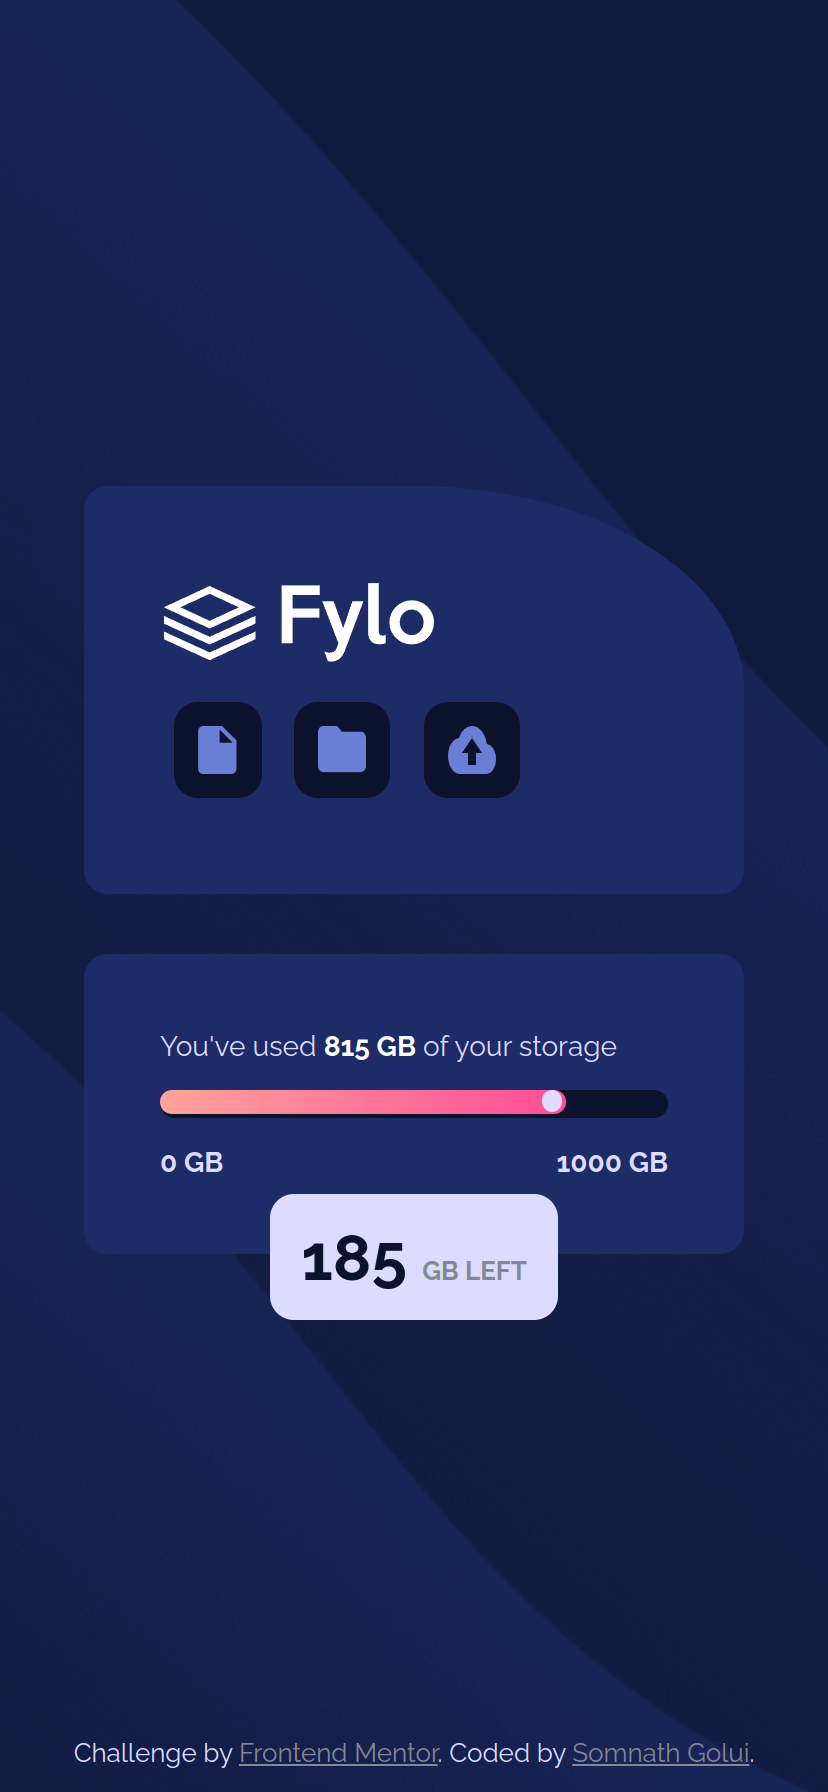 Fylo
You've used 815 GB of your storage
0 GB 1000 GB
185 GB LEFT
Challenge by Frontend Mentor. Coded by Somnath Golui.